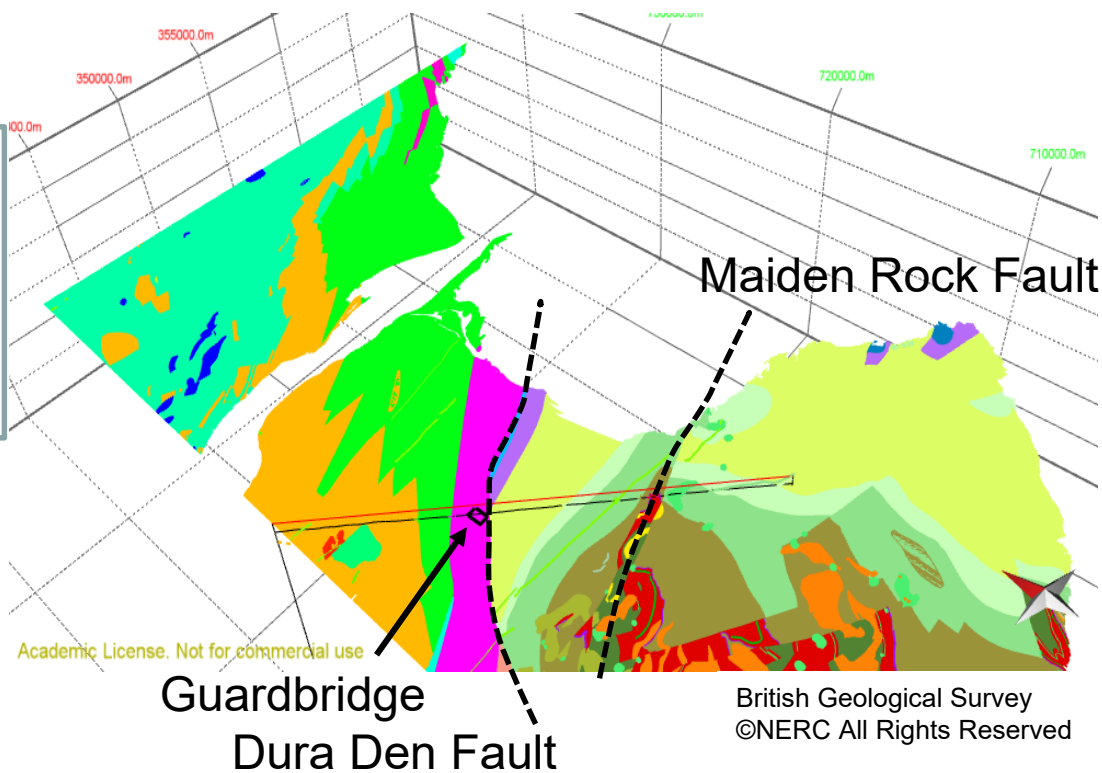 355000.0m
350000.0m
720000.0m
710000.0m
Maiden Rock Fault
Academic License. Not for commercial use
Guardbridge
Dura Den Fault
British Geological Survey
©NERC All Rights Reserved